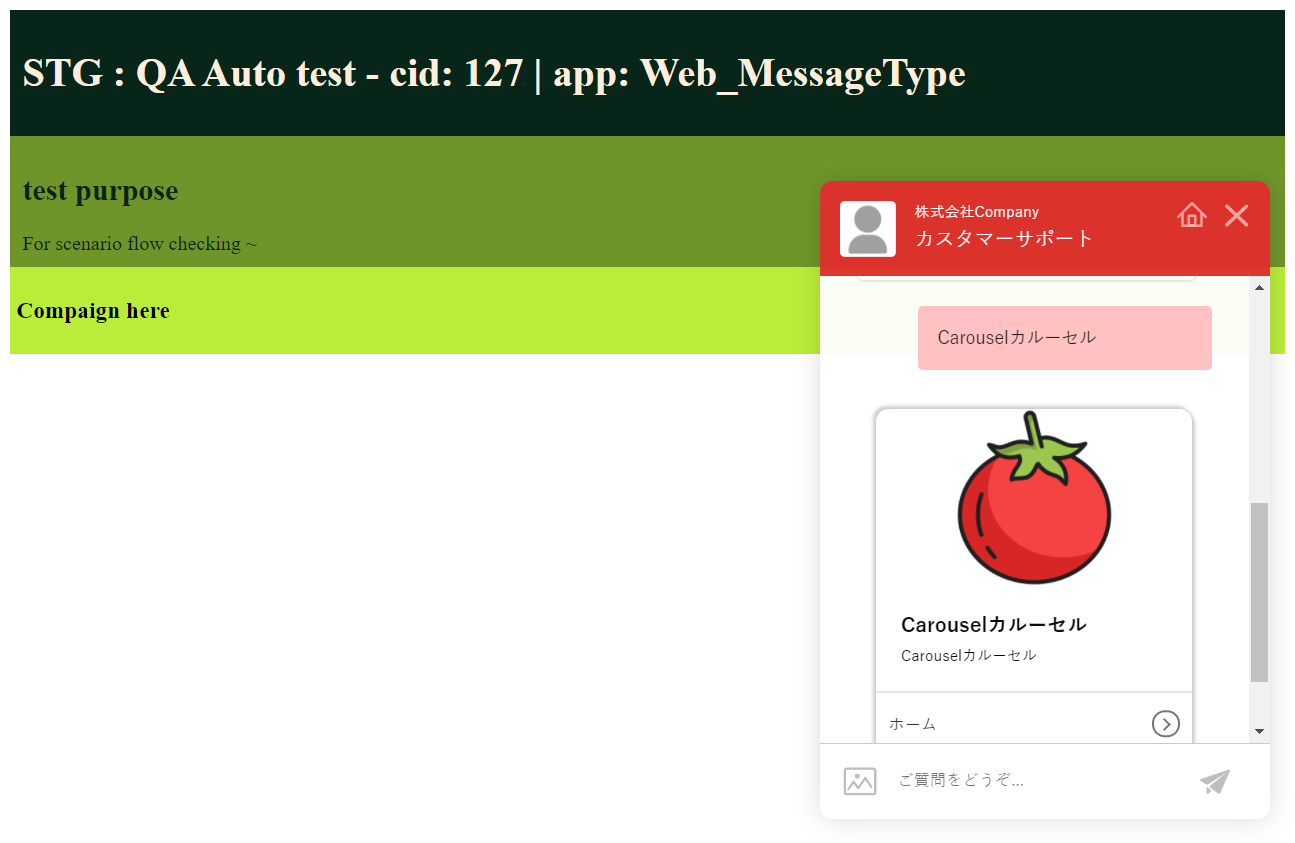 STG : QA Auto test - cid: 127 | app: Web_MessageType
test purpose
For scenario flow checking ~
Compaign here
株式会社Company
カスタマーサポート
Carouselカルーセル
Carouselカルーセル
Carouselカルーセル
ホーム
ご質問をどうぞ...